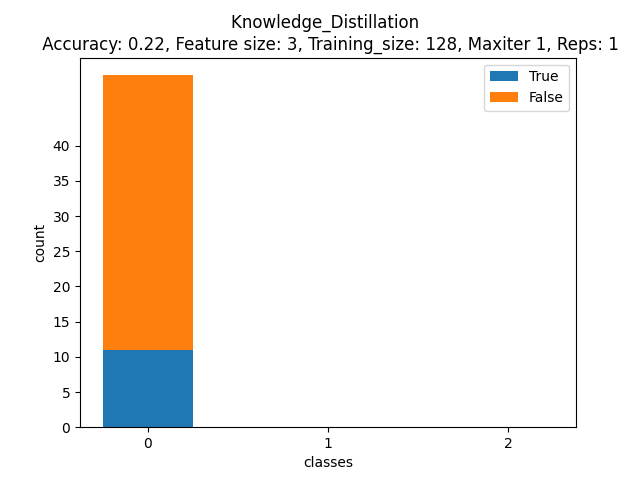 Knowledge_Distillation
Accuracy: 0.22, Feature size: 3, Training_size: 128, Maxiter 1, Reps: 1
True
False
40
35
30
25
20
15
10
5
0
count
0 1 2
classes